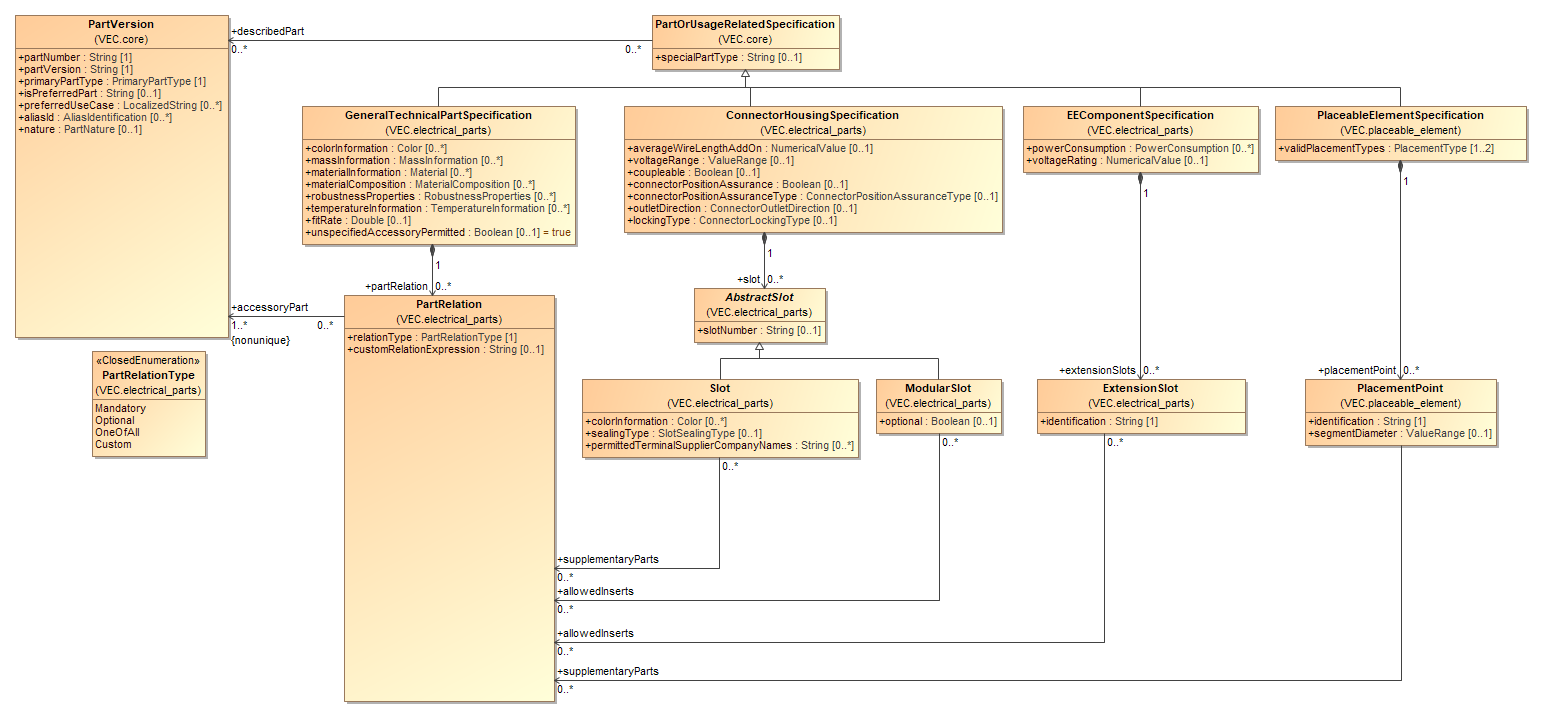 PartVersion
(VEC.core)
+partNumber : String [1]
+partVersion : String [1]
+primaryPartType : PrimaryPartType [1]
+isPreferredPart : String [0..1]
+preferredUseCase : LocalizedString [0..*]
+aliasId : AliasIdentification [0..*]
+nature : PartNature [0..1]
+describedPart
0..*
0..*
PartOrUsageRelatedSpecification
(VEC.core)
+specialPartType : String [0..1]
GeneralTechnicalPartSpecification
(VEC.electrical_parts)
+colorInformation : Color [0..*]
+massInformation : MassInformation [0..*]
+materialInformation : Material [0..*]
+materialComposition : MaterialComposition [0..*]
+robustnessProperties : RobustnessProperties [0..*]
+temperatureInformation : TemperatureInformation [0..*]
+fitRate : Double [0..1]
+unspecifiedAccessoryPermitted : Boolean [0..1] = true
ConnectorHousingSpecification
(VEC.electrical_parts)
+averageWireLengthAddOn : NumericalValue [0..1]
+voltageRange : ValueRange [0..1]
+coupleable : Boolean [0..1]
+connectorPositionAssurance : Boolean [0..1]
+connectorPositionAssuranceType : ConnectorPositionAssuranceType [0..1]
+outletDirection : ConnectorOutletDirection [0..1]
+lockingType : ConnectorLockingType [0..1]
EEComponentSpecification
(VEC.electrical_parts)
+powerConsumption : PowerConsumption [0..*]
+voltageRating : NumericalValue [0..1]
PlaceableElementSpecification
(VEC.placeable_element)
+validPlacementTypes : PlacementType [1..2]
1
+partRelation
0..*
1
+slot
0..*
1
+extensionSlots
0..*
1
+placementPoint
0..*
+accessoryPart
1..*
0..*
{nonunique}
PartRelation
(VEC.electrical_parts)
+relationType : PartRelationType [1]
+customRelationExpression : String [0..1]
AbstractSlot
(VEC.electrical_parts)
+slotNumber : String [0..1]
«ClosedEnumeration»
PartRelationType
(VEC.electrical_parts)
Mandatory
Optional
OneOfAll
Custom
Slot
(VEC.electrical_parts)
+colorInformation : Color [0..*]
+sealingType : SlotSealingType [0..1]
+permittedTerminalSupplierCompanyNames : String [0..*]
ModularSlot
(VEC.electrical_parts)
+optional : Boolean [0..1]
ExtensionSlot
(VEC.electrical_parts)
+identification : String [1]
PlacementPoint
(VEC.placeable_element)
+identification : String [1]
+segmentDiameter : ValueRange [0..1]
0..*
0..*
0..*
+supplementaryParts
0..*
+allowedInserts
0..*
+allowedInserts
0..*
+supplementaryParts
0..*